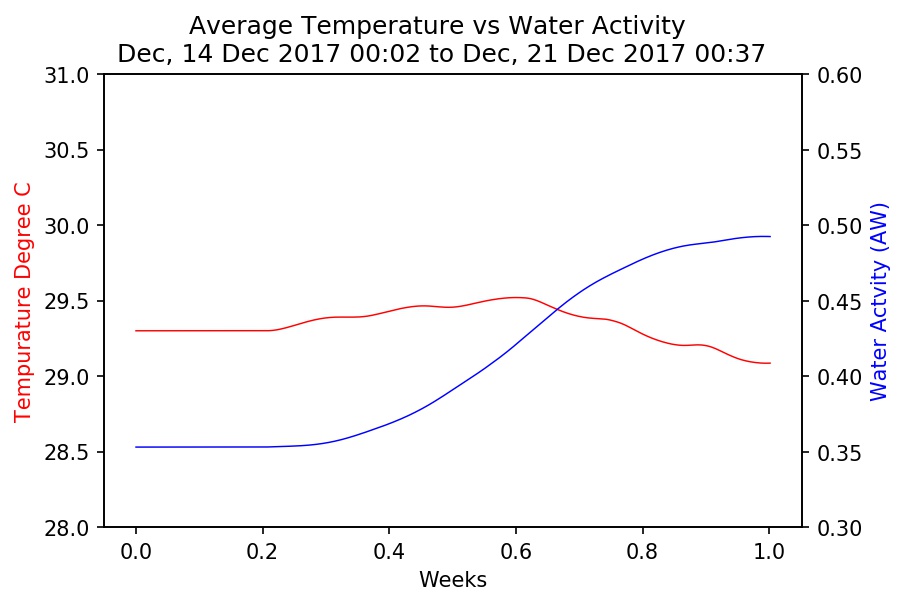 Average Temperature vs Water Activity
Dec, 14 Dec 2017 00:02 to Dec, 21 Dec 2017 00:37
31.0
30.5
30.0
29.5
29.0
28.5
28.0
Tempurature Degree C
0.60
0.55
0.50
0.45
0.40
0.35
0.30
Water Actvity (AW)
0.0 0.2 0.4 0.6 0.8 1.0
Weeks